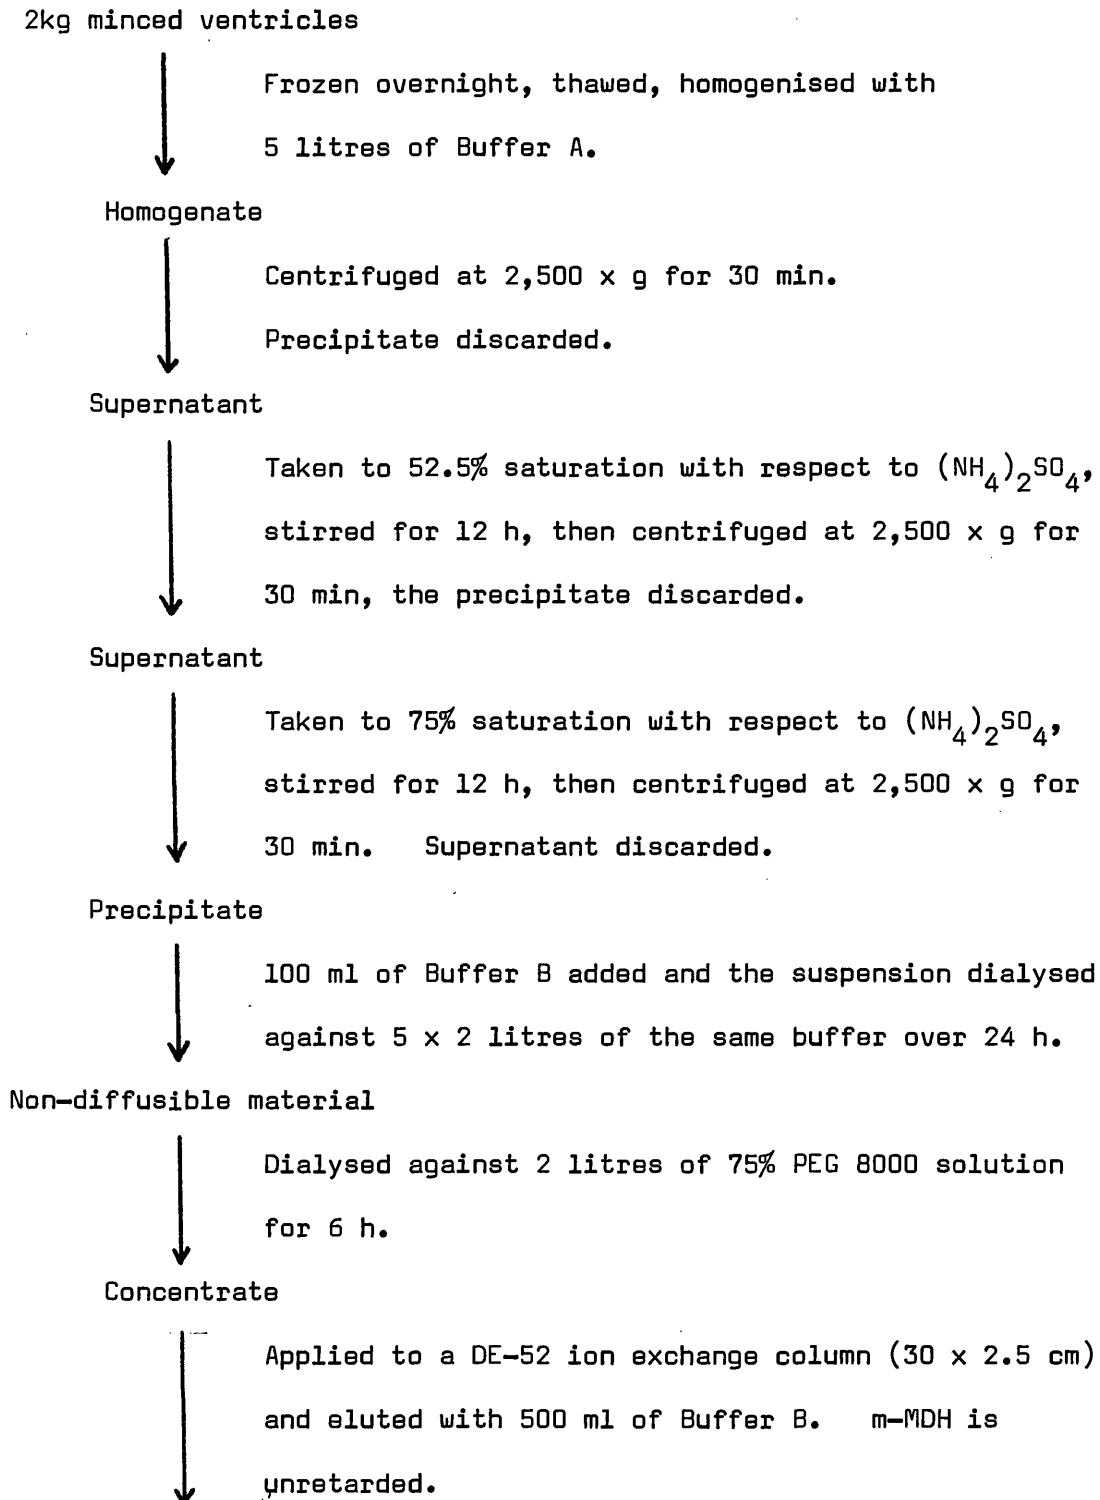 2kg minced ventricles
Frozen overnight, thawed, homogenised with
5 litres of Buffer A.
Homogenate
Centrifuged at 2,500 x g for 30 min.
Precipitate discarded.
Supernatant
Taken to 52.5% saturation with respect to (NH4)2SO4,
stirred for 12 h, then centrifuged at 2,500 x g for
30 min, the precipitate discarded.
Supernatant
Taken to 75% saturation with respect to (NH4)2SO4,
stirred for 12 h, then centrifuged at 2,500 x g for
30 min. Supernatant discarded.
Precipitate
100 ml of Buffer B added and the suspension dialysed
against 5 x 2 litres of the same buffer over 24 h.
Non-diffusible material
Dialysed against 2 litres of 75% PEG 8000 solution
for 6 h.
Concentrate
Applied to a DE-52 ion exchange column (30 x 2.5 cm)
and eluted with 500 ml of Buffer B. m-MDH is
unretarded.